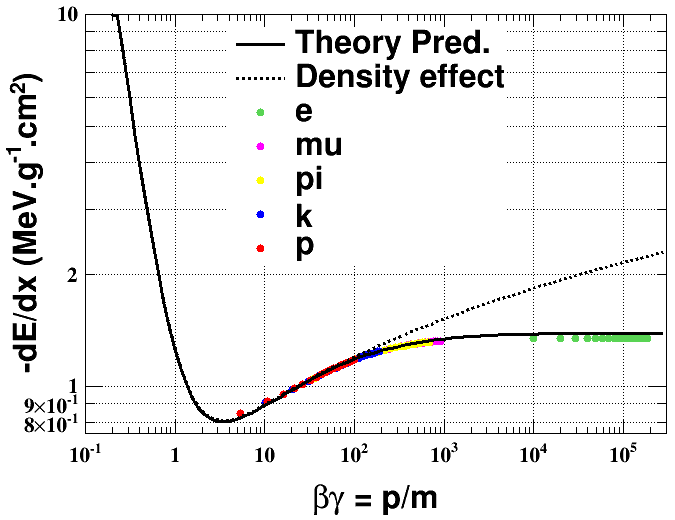 10
Theory Pred.
Density effect
e
mu
pi
k
p
2
1
9×10⁻¹
8×10⁻¹
10⁻¹ 1 10 10² 10³ 10⁴ 10⁵
-dE/dx (MeV.g⁻¹.cm²)
βγ = p/m